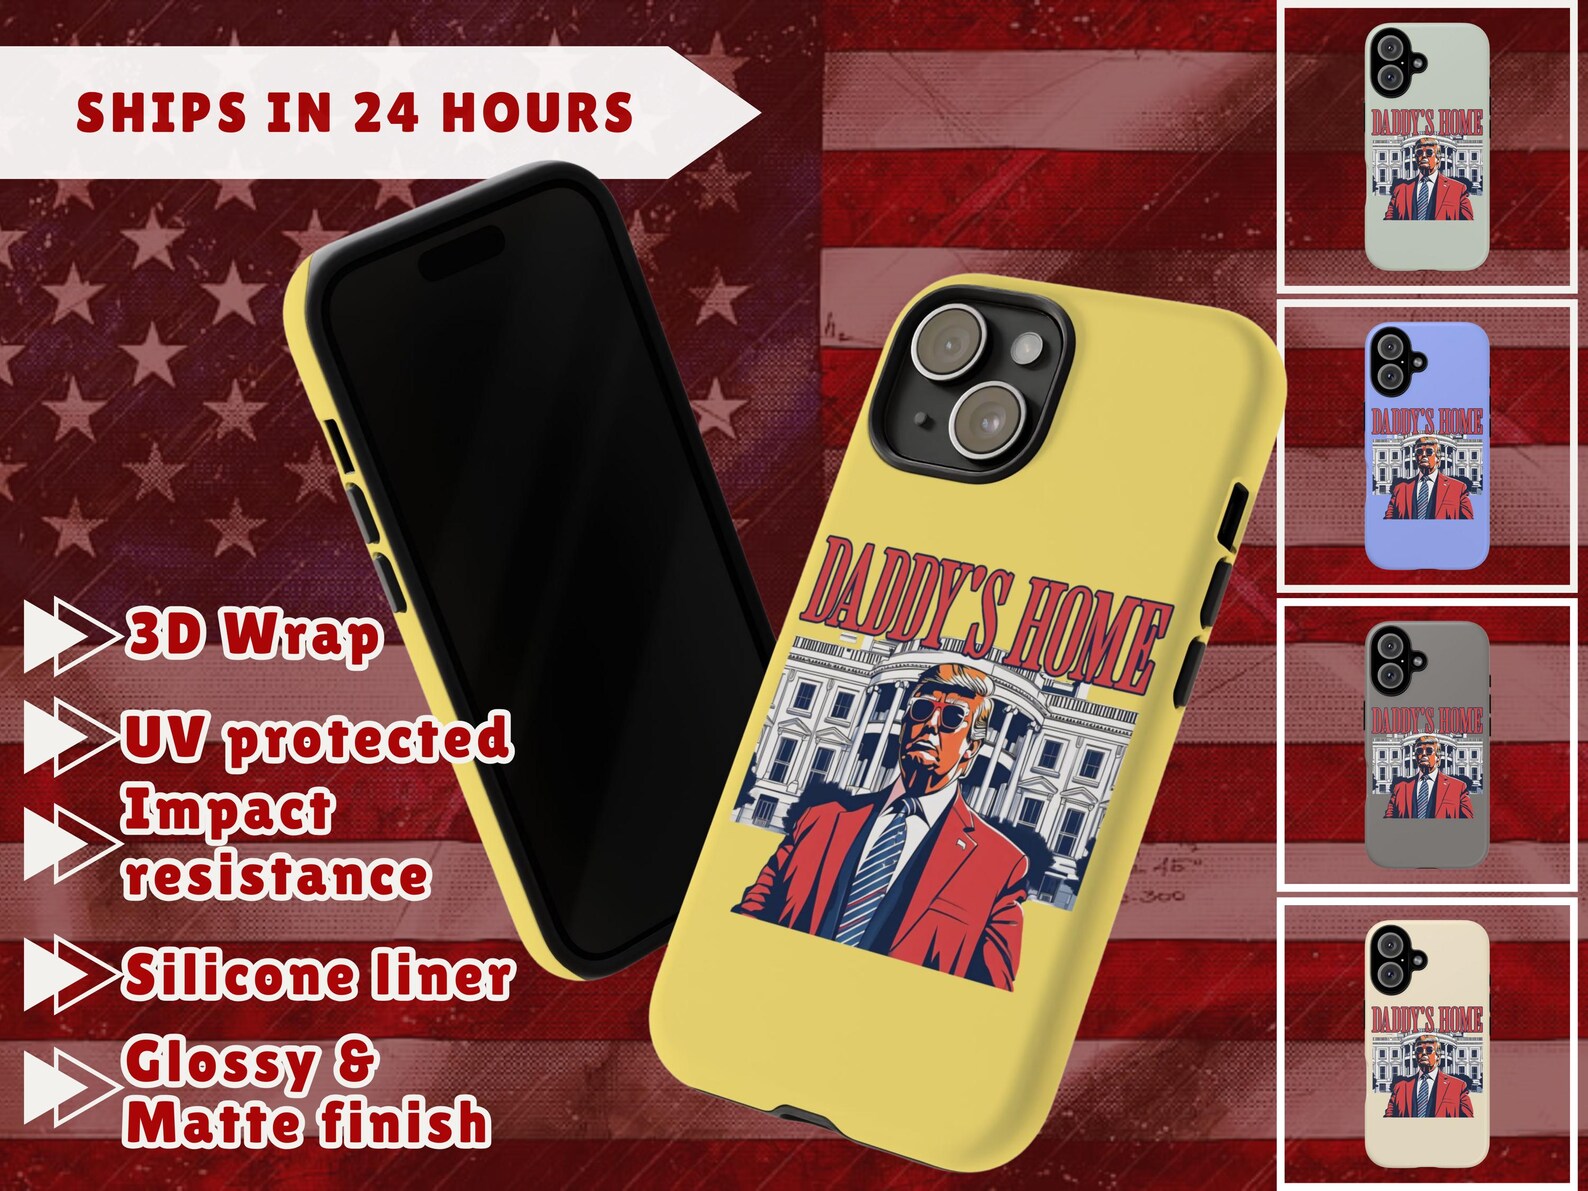 SHIPS IN 24 HOURS
3D Wrap
UV protected
Impact
resistance
Silicone liner
Glossy &
Matte finish
DADDY'S HOME
DADDY'S HOME
DADDY'S HOME
DADDY'S HOME
DADDY'S HOME